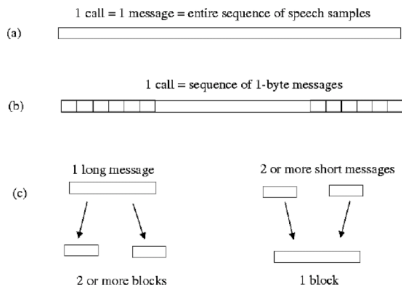 1 call = 1 message = entire sequence of speech samples
(a)
1 call = sequence of 1-byte messages
(b)
(c)
1 long message
2 or more short messages
2 or more blocks
1 block